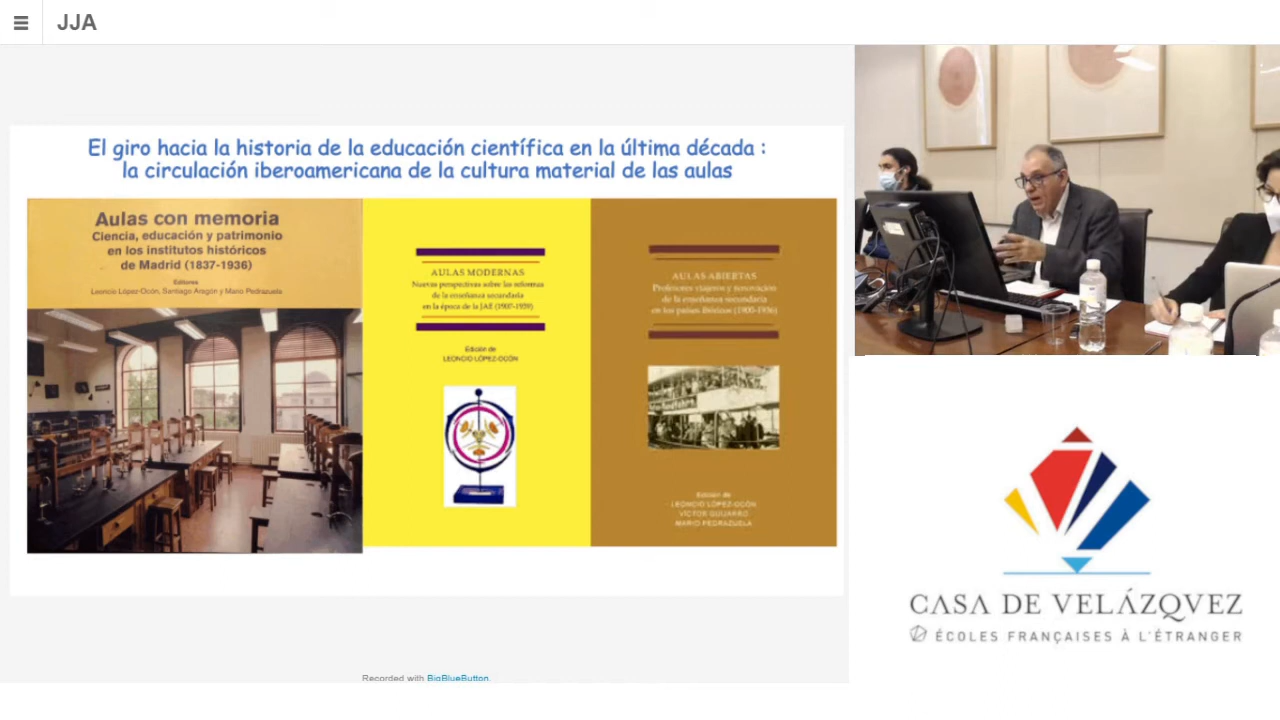 JJA
El giro hacia la historia de la educación científica en la última década :
la circulación iberoamericana de la cultura material de las aulas
Aulas con memoria
Ciencia, educación y patrimonio
en los institutos históricos
de Madrid (1837-1936)
Editores
Leoncio López-Ocón, Santiago Aragón y Mario Pedrazuela
AULAS MODERNAS
Nuevas perspectivas sobre las reformas
de la enseñanza secundaria
en la época de la JAE (1907-1939)
Edición de
LEONCIO LÓPEZ-OCÓN
AULAS ABIERTAS
Profesores viajeros y renovación
de la enseñanza secundaria
en los países ibéricos (1900-1936)
Edición de
LEONCIO LÓPEZ-OCÓN
VÍCTOR GUIJARRO
MARIO PEDRAZUELA
CASA DE VELÁZQVEZ
ÉCOLES FRANÇAISES À L'ÉTRANGER
Recorded with BigBlueButton.